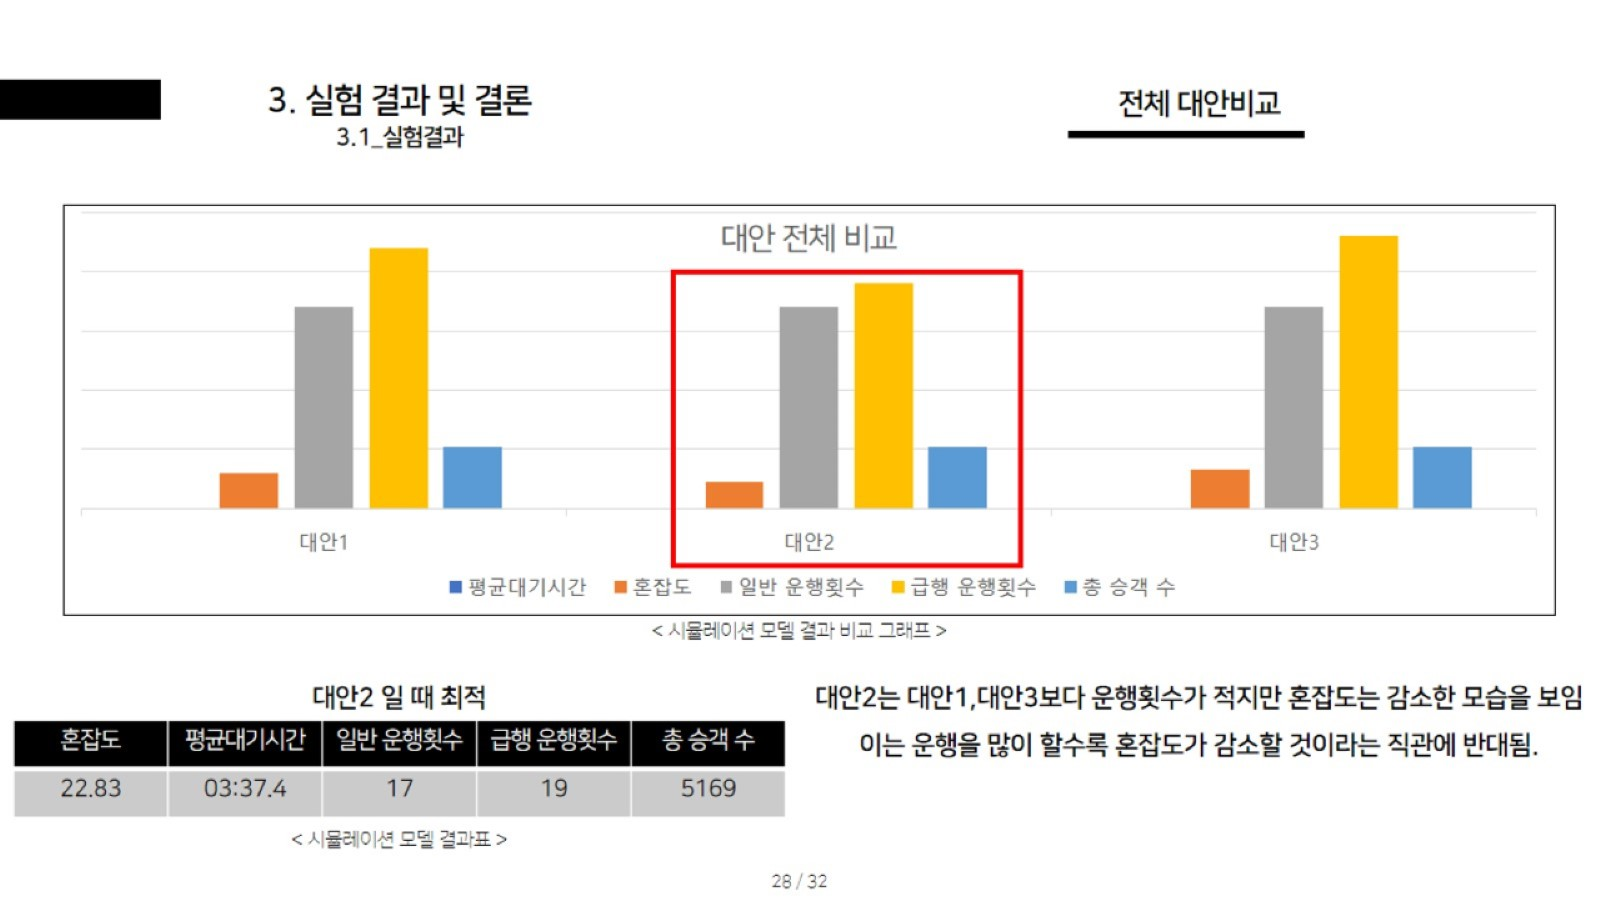 3. 실험 결과 및 결론
3.1_실험결과
전체 대안비교
대안 전체 비교
대안1
대안2
대안3
평균대기시간 혼잡도 일반 운행횟수 급행 운행횟수 총 승객 수
< 시뮬레이션 모델 결과 비교 그래프 >
대안2 일 때 최적
혼잡도 평균대기시간 일반 운행횟수 급행 운행횟수 총 승객 수
22.83 03:37.4 17 19 5169
< 시뮬레이션 모델 결과표 >
대안2는 대안1,대안3보다 운행횟수가 적지만 혼잡도는 감소한 모습을 보임
이는 운행을 많이 할수록 혼잡도가 감소할 것이라는 직관에 반대됨.
28 / 32